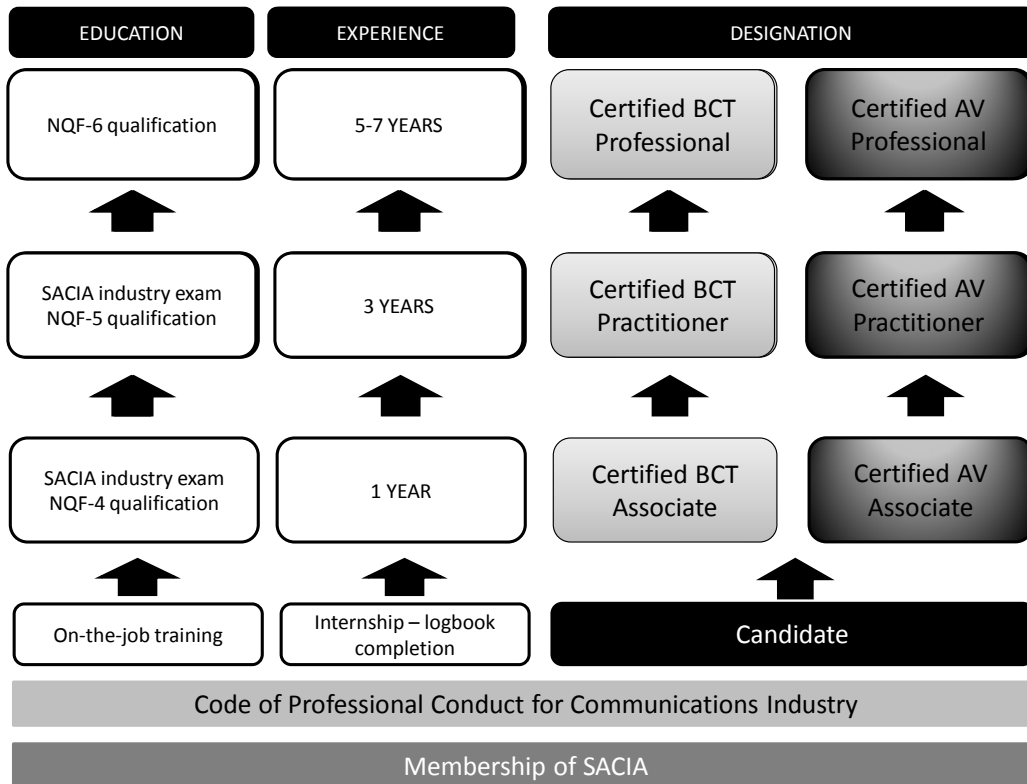 EDUCATION
EXPERIENCE
DESIGNATION
NQF-6 qualification
5-7 YEARS
Certified BCT
Professional
Certified AV
Professional
SACIA industry exam
NQF-5 qualification
3 YEARS
Certified BCT
Practitioner
Certified AV
Practitioner
SACIA industry exam
NQF-4 qualification
1 YEAR
Certified BCT
Associate
Certified AV
Associate
On-the-job training
Internship – logbook
completion
Candidate
Code of Professional Conduct for Communications Industry
Membership of SACIA